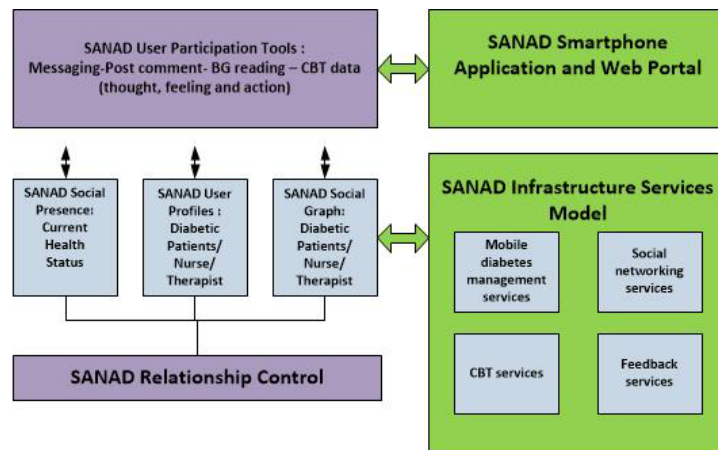 SANAD User Participation Tools :
Messaging-Post comment- BG reading – CBT data
(thought, feeling and action)
SANAD Smartphone
Application and Web Portal
SANAD Social
Presence:
Current
Health
Status
SANAD User
Profiles :
Diabetic
Patients/
Nurse/
Therapist
SANAD Social
Graph:
Diabetic
Patients/
Nurse/
Therapist
SANAD Relationship Control
SANAD Infrastructure Services
Model
Mobile
diabetes
management
services
Social
networking
services
CBT services
Feedback
services